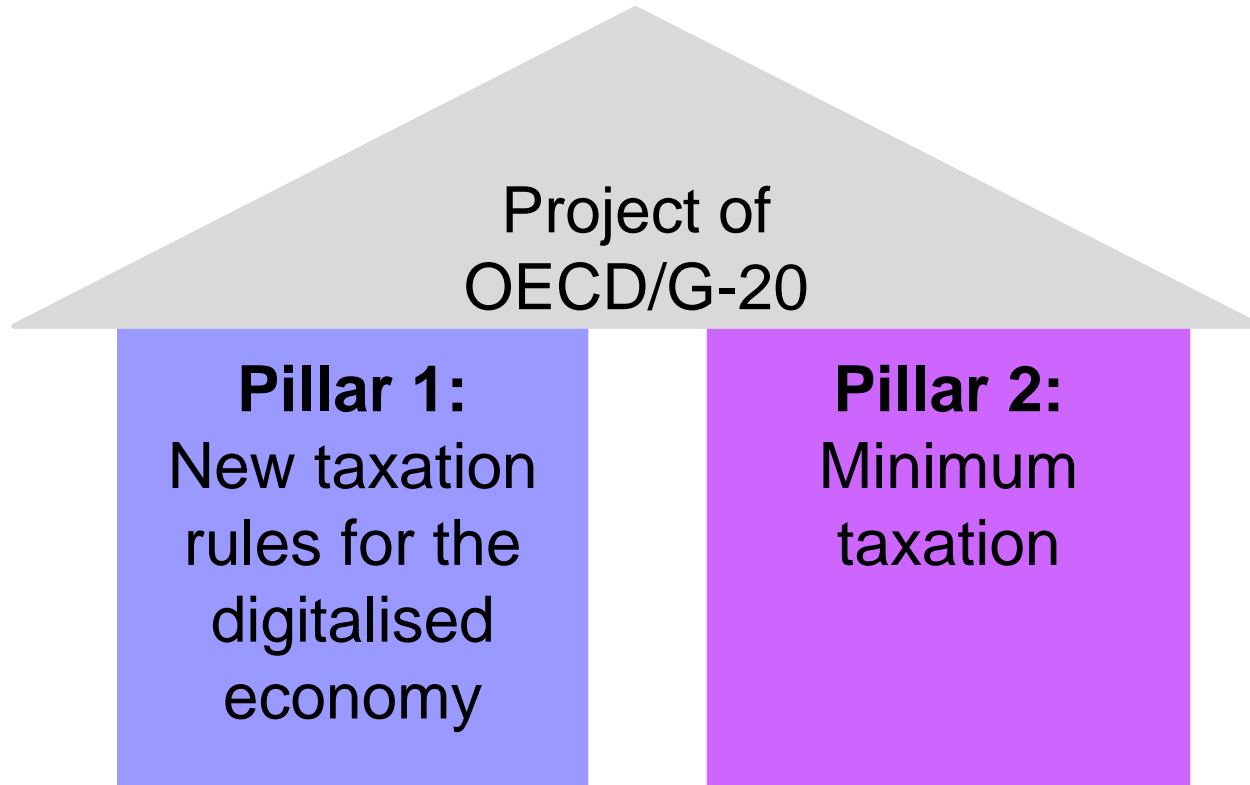 Project of
OECD/G-20
Pillar 1:
New taxation
rules for the
digitalised
economy
Pillar 2:
Minimum
taxation